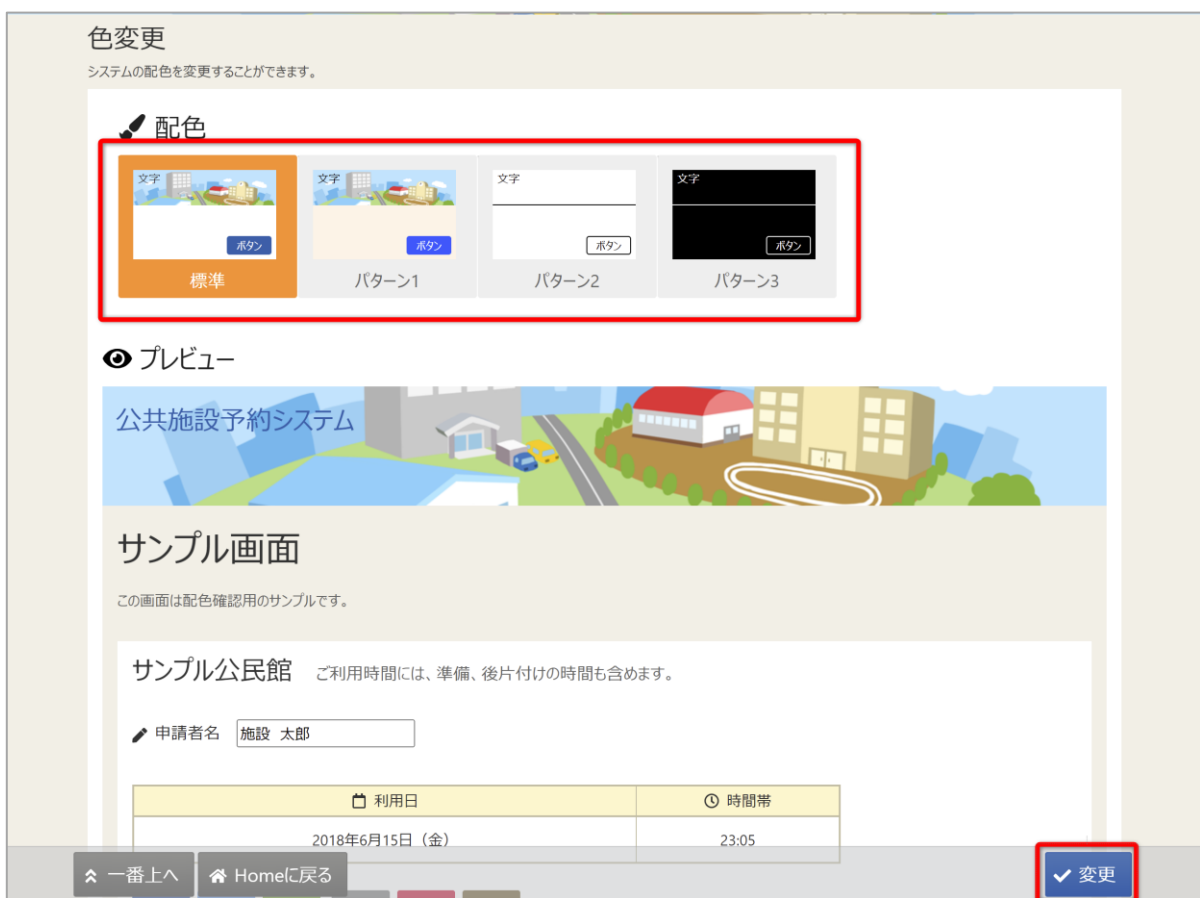 色変更
システムの配色を変更することができます。
配色
文字 文字 文字 文字
ボタン ボタン ボタン ボタン
標準 パターン1 パターン2 パターン3
プレビュー
公共施設予約システム
サンプル画面
この画面は配色確認用のサンプルです。
サンプル公民館 ご利用時間には、準備、後片付けの時間も含めます。
申請者名 施設 太郎
利用日 時間帯
2018年6月15日（金） 23:05
一番上へ Homeに戻る 変更